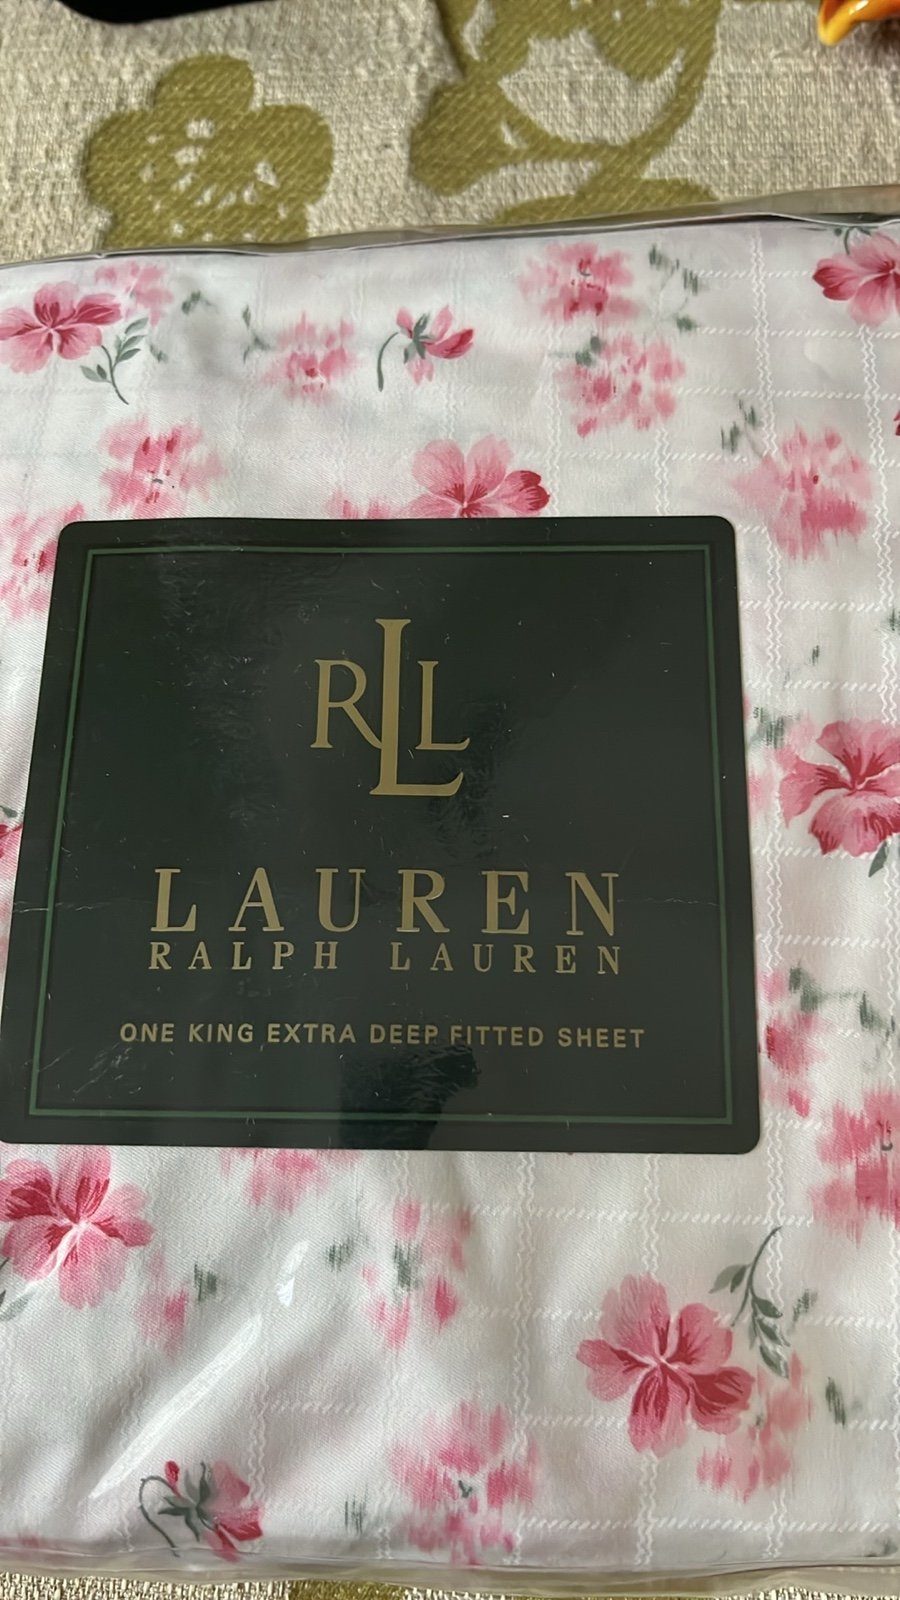 RLL
LAUREN
RALPH LAUREN
ONE KING EXTRA DEEP FITTED SHEET